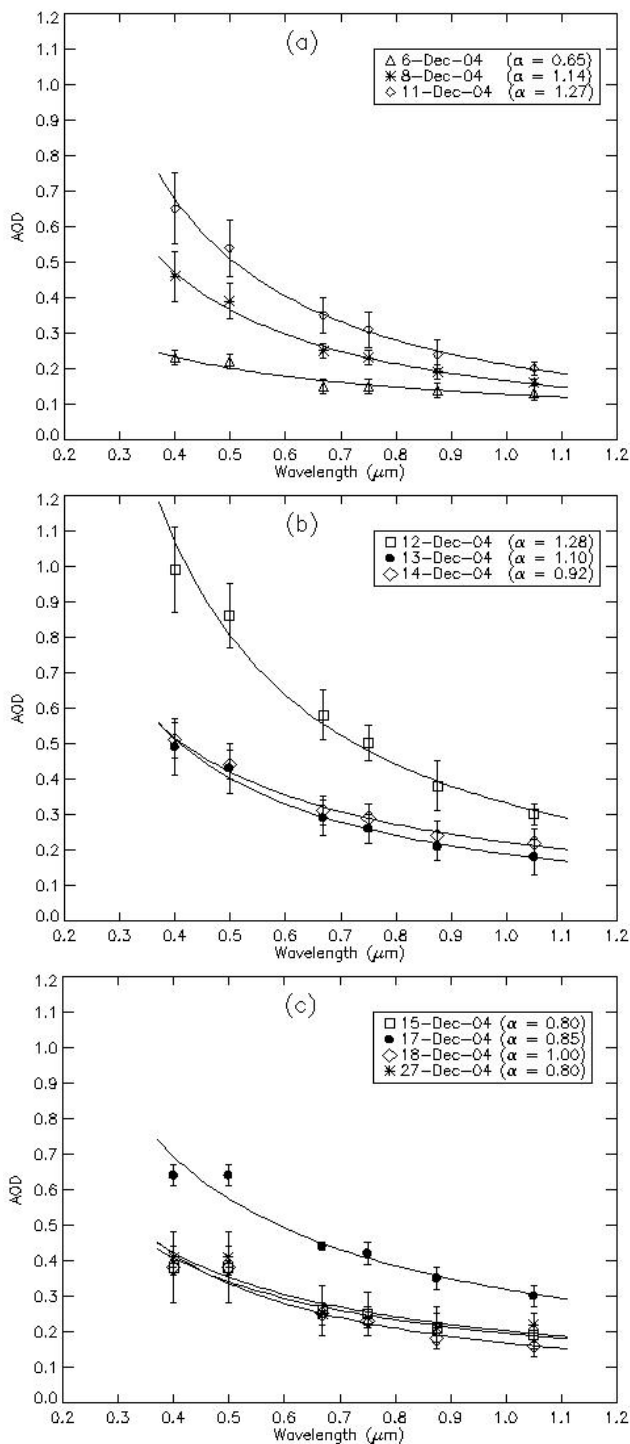 (a)
6-Dec-04 (α = 0.65)
8-Dec-04 (α = 1.14)
11-Dec-04 (α = 1.27)
1.2
1.1
1.0
0.9
0.8
0.7
0.6
0.5
0.4
0.3
0.2
0.1
0.0
AOD
0.2 0.3 0.4 0.5 0.6 0.7 0.8 0.9 1.0 1.1 1.2
Wavelength (μm)
(b)
12-Dec-04 (α = 1.28)
13-Dec-04 (α = 1.10)
14-Dec-04 (α = 0.92)
1.2
1.1
1.0
0.9
0.8
0.7
0.6
0.5
0.4
0.3
0.2
0.1
0.0
AOD
0.2 0.3 0.4 0.5 0.6 0.7 0.8 0.9 1.0 1.1 1.2
Wavelength (μm)
(c)
15-Dec-04 (α = 0.80)
17-Dec-04 (α = 0.85)
18-Dec-04 (α = 1.00)
27-Dec-04 (α = 0.80)
1.2
1.1
1.0
0.9
0.8
0.7
0.6
0.5
0.4
0.3
0.2
0.1
0.0
AOD
0.2 0.3 0.4 0.5 0.6 0.7 0.8 0.9 1.0 1.1 1.2
Wavelength (μm)